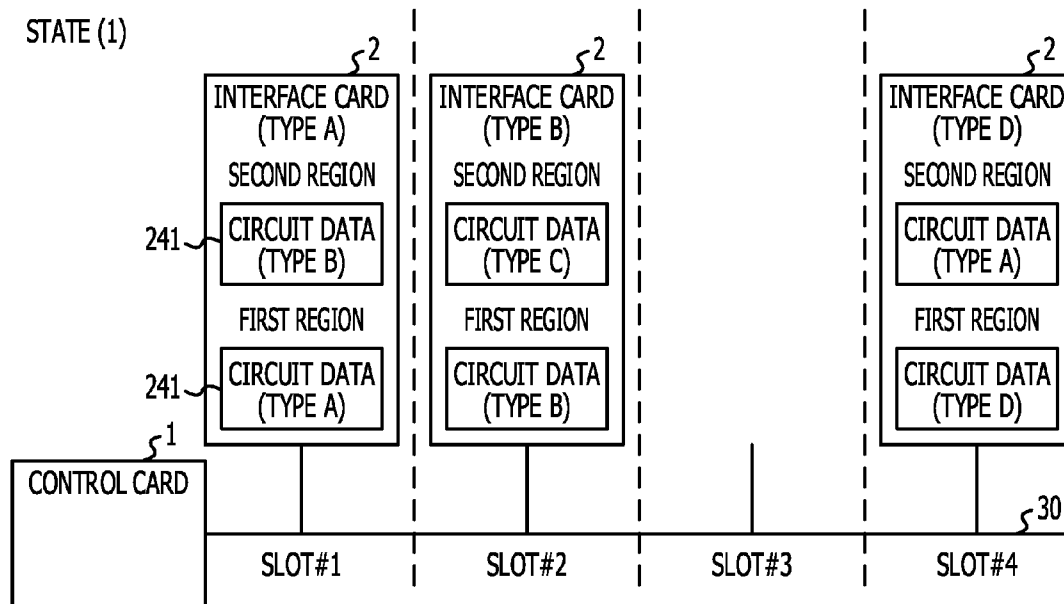 STATE (1)
2
INTERFACE CARD
(TYPE A)
SECOND REGION
241
CIRCUIT DATA
(TYPE B)
FIRST REGION
241
CIRCUIT DATA
(TYPE A)
2
INTERFACE CARD
(TYPE B)
SECOND REGION
CIRCUIT DATA
(TYPE C)
FIRST REGION
CIRCUIT DATA
(TYPE B)
2
INTERFACE CARD
(TYPE D)
SECOND REGION
CIRCUIT DATA
(TYPE A)
FIRST REGION
CIRCUIT DATA
(TYPE D)
1
CONTROL CARD
30
SLOT#1
SLOT#2
SLOT#3
SLOT#4